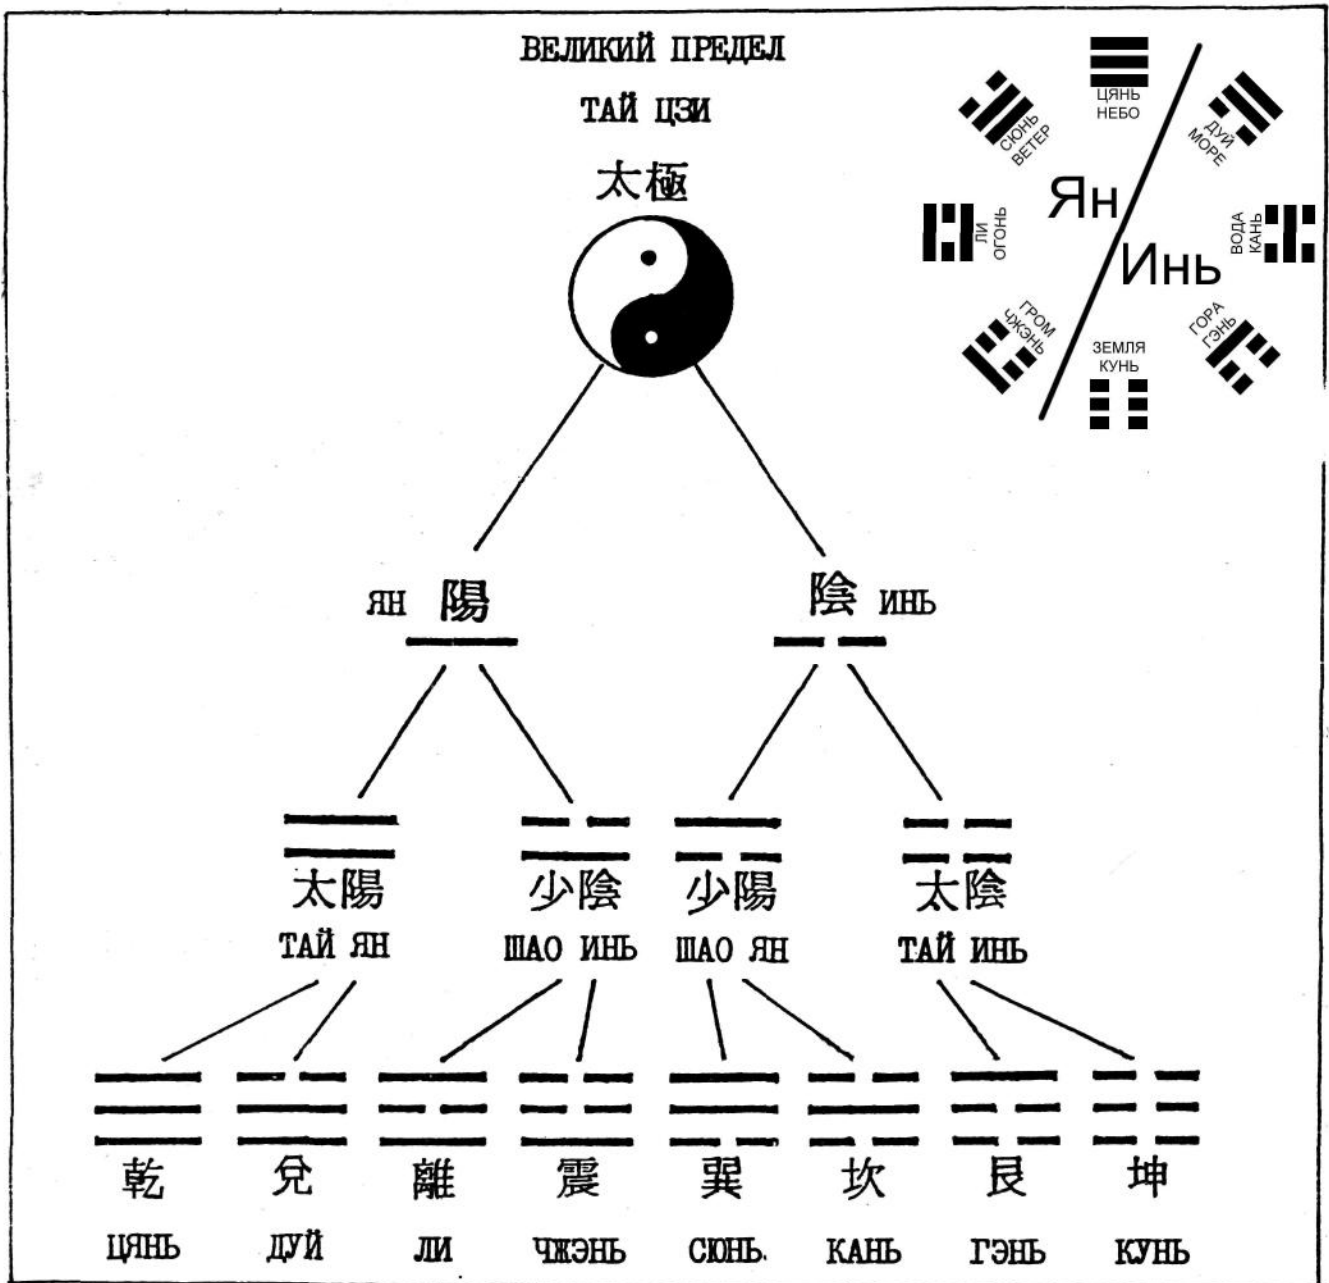 ВЕЛИКИЙ ПРЕДЕЛ
ТАЙ ЦЗИ
太極
ЦЯНЬ
НЕБО
ДУЙ
МОРЕ
ВОДА
КАНЬ
ГОРА
ГЭНЬ
ЗЕМЛЯ
КУНЬ
ГРОМ
ЧЖЭНЬ
ЛИ
ОГОНЬ
СЮНЬ
ВЕТЕР
Ян
Инь
ЯН 陽
陰 ИНЬ
太陽 少陰 少陽 太陰
ТАЙ ЯН ШАО ИНЬ ШАО ЯН ТАЙ ИНЬ
乾 兌 離 震 巽 坎 艮 坤
ЦЯНЬ ДУЙ ЛИ ЧЖЭНЬ СЮНЬ. КАНЬ ГЭНЬ КУНЬ